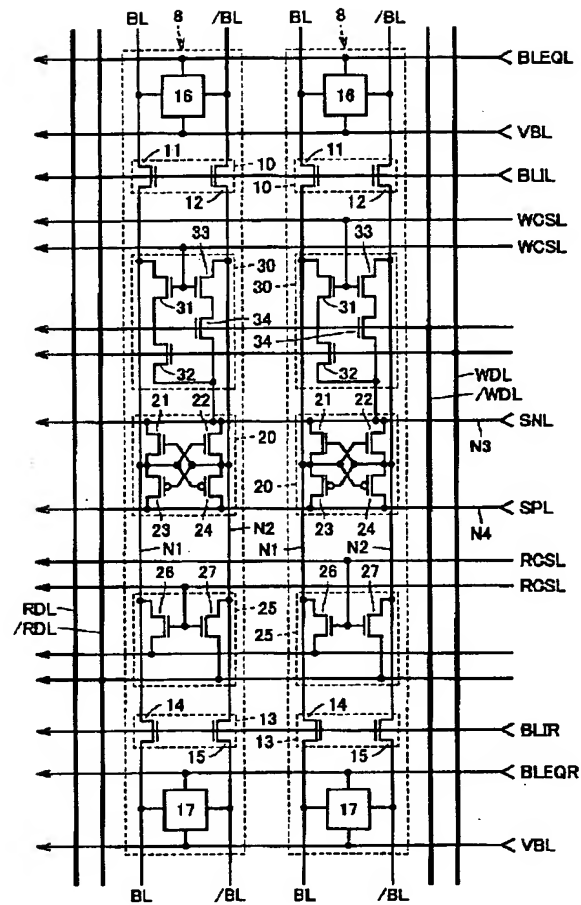 BL /BL BL /BL
8 8
BLEQL
16 16
VBL
11 10 11
BLIL
12 10 12
WCSL
WCSL
33 33
30 30
31 31
34 34
32 32
WDL
/WDL
21 22 21 22
SNL
20 N3
20
SPL
23 24 23 24
N4
N2
N1 N1 N2
RCSL
26 27 26 27
RCSL
RDL
25
/RDL
25
14 14
13
BLIR
13
15 15
BLEQR
17 17
VBL
BL /BL BL /BL